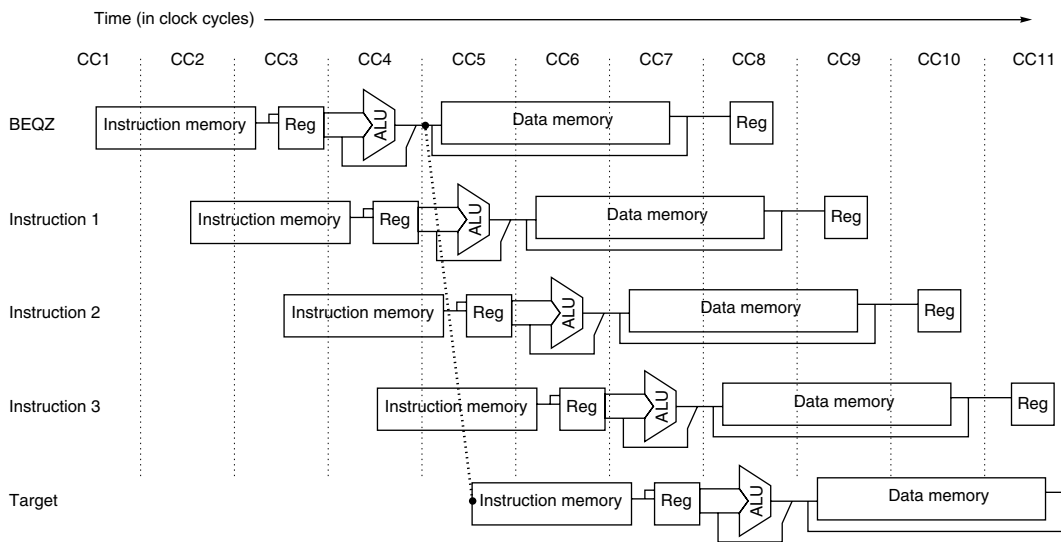 Time (in clock cycles)
CC1 CC2 CC3 CC4 CC5 CC6 CC7 CC8 CC9 CC10 CC11
BEQZ Instruction memory Reg ALU Data memory Reg
Instruction 1 Instruction memory Reg ALU Data memory Reg
Instruction 2 Instruction memory Reg ALU Data memory Reg
Instruction 3 Instruction memory Reg ALU Data memory Reg
Target Instruction memory Reg ALU Data memory